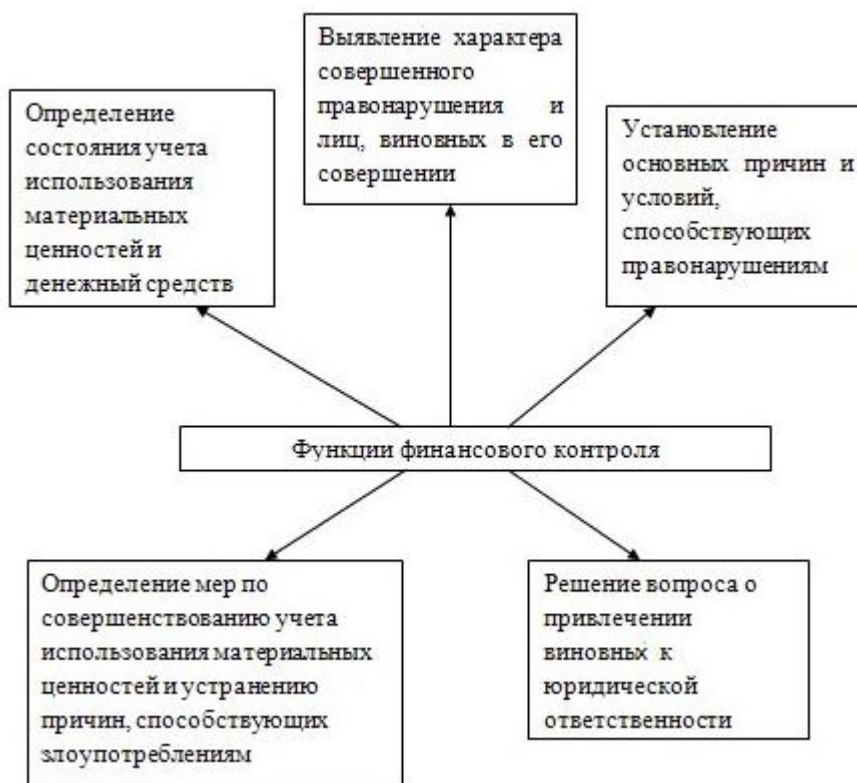 Выявление характера
совершенного
правонарушения и
лиц, виновных в его
совершении
Определение
состояния учета
использования
материальных
ценностей и
денежный средств
Установление
основных причин и
условий,
способствующих
правонарушениям
Функции финансового контроля
Определение мер по
совершенствованию учета
использования материальных
ценностей и устранению
причин, способствующих
злоупотреблениям
Решение вопроса о
привлечении
виновных к
юридической
ответственности